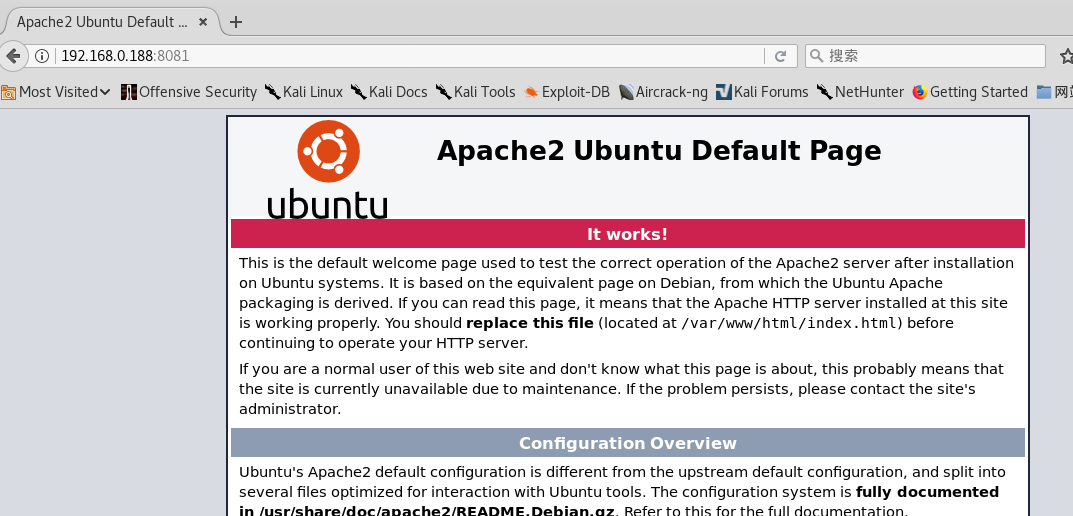 Apache2 Ubuntu Default ...
192.168.0.188:8081
搜索
Most Visited Offensive Security Kali Linux Kali Docs Kali Tools Exploit-DB Aircrack-ng Kali Forums NetHunter Getting Started
ubuntu
Apache2 Ubuntu Default Page
It works!
This is the default welcome page used to test the correct operation of the Apache2 server after installation
on Ubuntu systems. It is based on the equivalent page on Debian, from which the Ubuntu Apache
packaging is derived. If you can read this page, it means that the Apache HTTP server installed at this site
is working properly. You should replace this file (located at /var/www/html/index.html) before
continuing to operate your HTTP server.
If you are a normal user of this web site and don't know what this page is about, this probably means that
the site is currently unavailable due to maintenance. If the problem persists, please contact the site's
administrator.
Configuration Overview
Ubuntu's Apache2 default configuration is different from the upstream default configuration, and split into
several files optimized for interaction with Ubuntu tools. The configuration system is fully documented
in /usr/share/doc/apache2/README.Debian.gz. Refer to this for the full documentation.